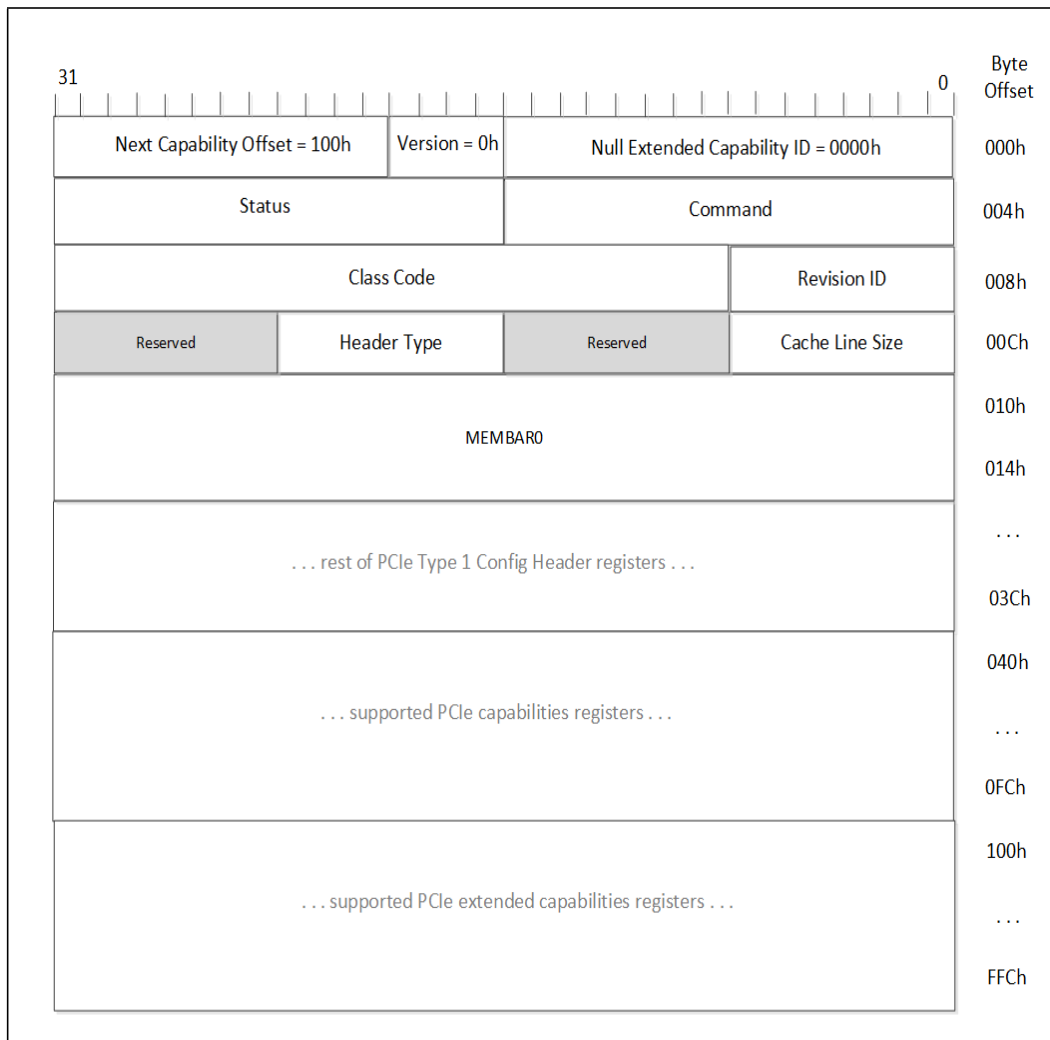 31
0
Byte
Offset
Next Capability Offset = 100h
Version = 0h
Null Extended Capability ID = 0000h
000h
Status
Command
004h
Class Code
Revision ID
008h
Reserved
Header Type
Reserved
Cache Line Size
00Ch
MEMBAR0
010h
014h
. . . rest of PCIe Type 1 Config Header registers . . .
. . .
03Ch
. . . supported PCIe capabilities registers . . .
040h
. . .
0FCh
. . . supported PCIe extended capabilities registers . . .
100h
. . .
FFCh